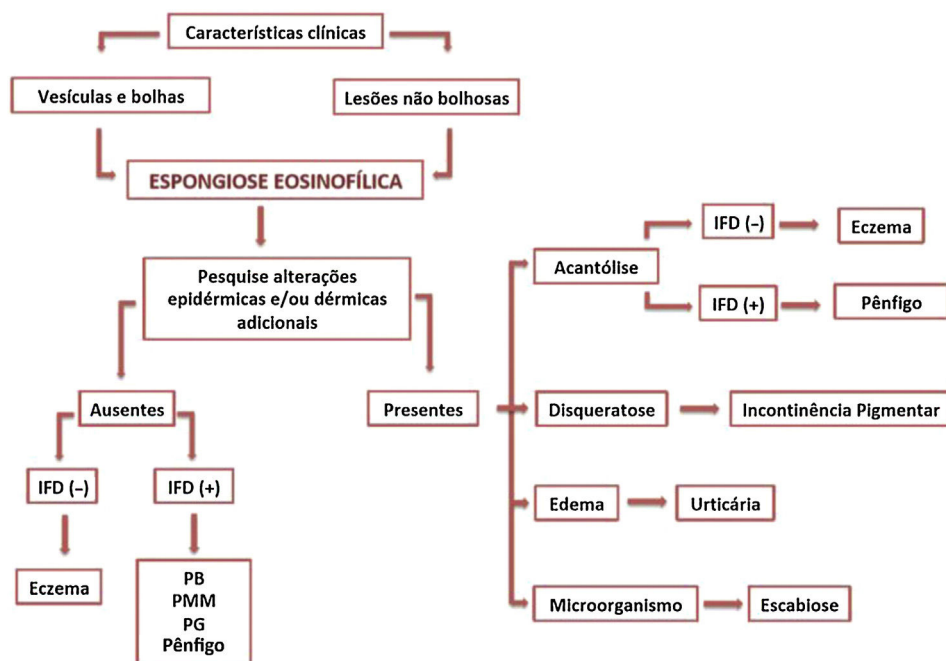 Características clínicas
Vesículas e bolhas
Lesões não bolhosas
ESPONGIOSE EOSINOFÍLICA
Pesquise alterações
epidérmicas e/ou dérmicas
adicionais
Ausentes
IFD (–)
IFD (+)
Eczema
PB
PMM
PG
Pênfigo
Presentes
Acantólise
IFD (–)
Eczema
IFD (+)
Pênfigo
Disqueratose
Incontinência Pigmentar
Edema
Urticária
Microorganismo
Escabiose